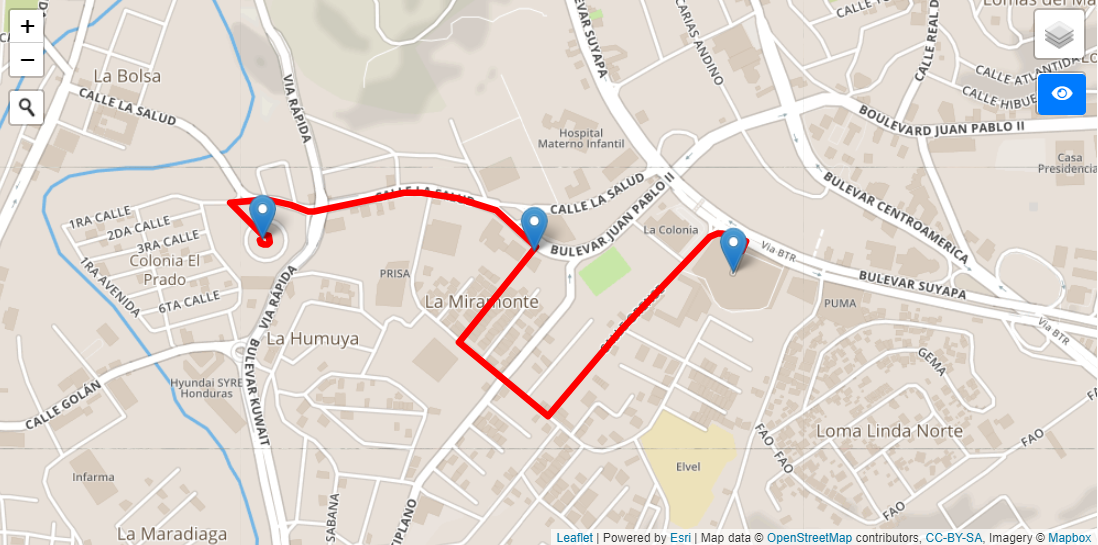 +
−
La Bolsa
CALLE LA SALUD
VIA RÁPIDA
BULEVAR SUYAPA
CARIAS ANDINO
Lomas del Ma
CALLE REAL D
CALLE ATLANTIDA
CALLE HIBUE
BOULEVARD JUAN PABLO II
Hospital
Materno Infantil
Casa
Presidencia
CALLE LA SALUD
CALLE LA SALUD
BULEVAR JUAN PABLO II
BULEVAR CENTROAMERICA
1RA CALLE
2DA CALLE
3RA CALLE
Colonia El
Prado
1RA AVENIDA
6TA CALLE
VIA RÁPIDA
PRISA
La Miramonte
La Colonia
Via BTR
BULEVAR SUYAPA
PUMA
Via BTR
La Humuya
BULEVAR KUWAIT
Hyundai SYRE
Honduras
CALLE GOLÁN
GEMA
Loma Linda Norte
FAO
FAO
FAO
FAO
Elvel
Infarma
La Maradiaga
SABANA
TIPLANO
Leaflet | Powered by Esri | Map data © OpenStreetMap contributors, CC-BY-SA, Imagery © Mapbox